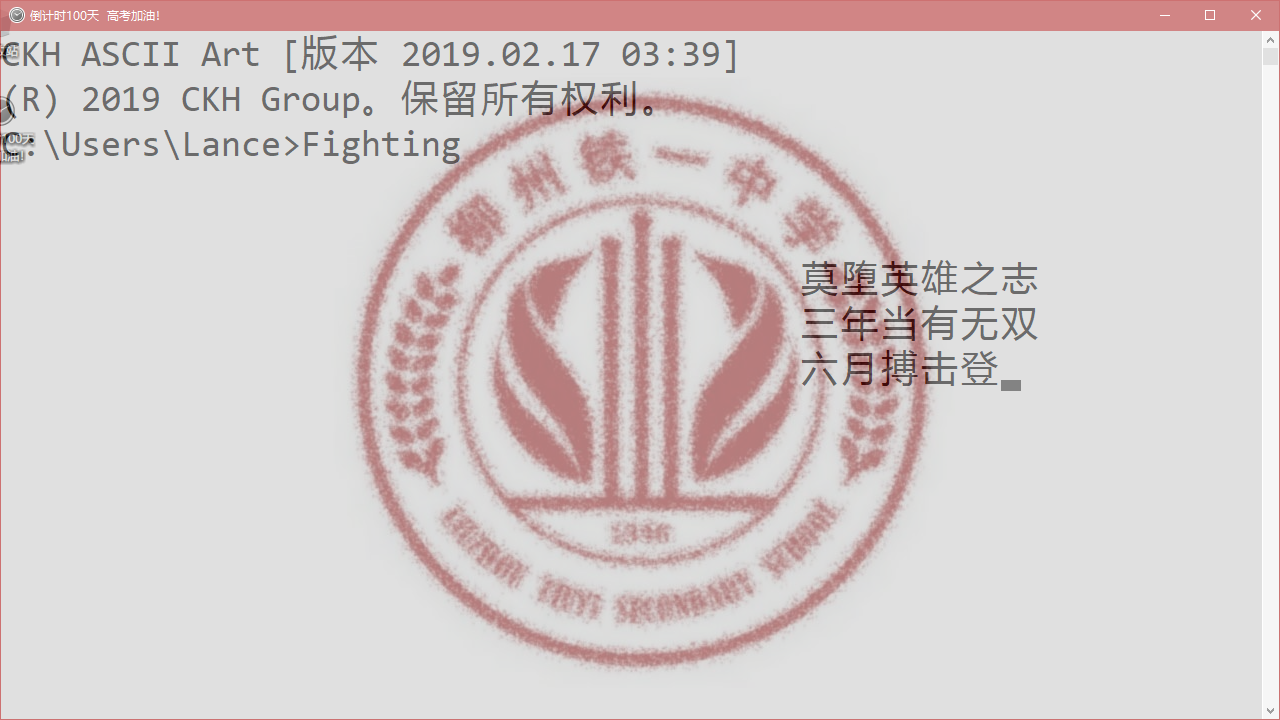 倒计时100天 高考加油!
CKH ASCII Art [版本 2019.02.17 03:39]
(R) 2019 CKH Group。保留所有权利。
C:\Users\Lance>Fighting
柳州铁一中学
莫堕英雄之志
三年当有无双
六月搏击登